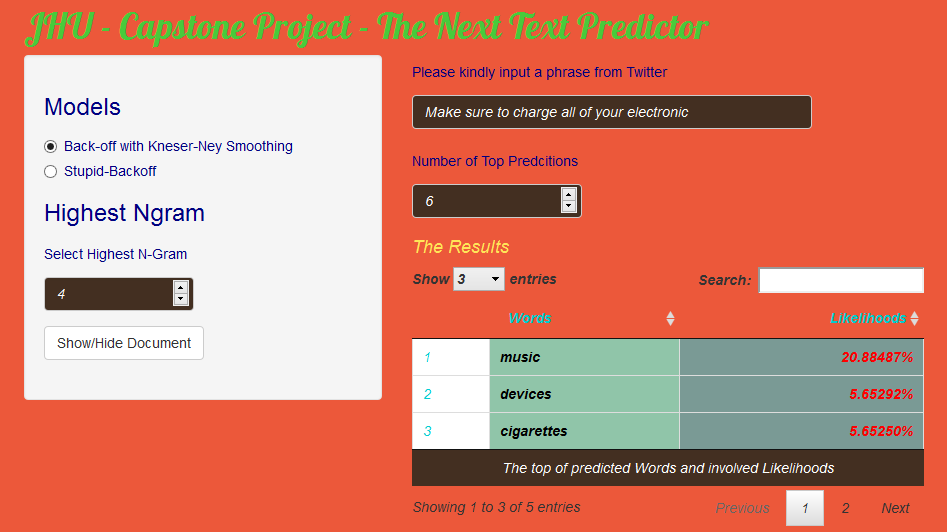 JHU - Capstone Project - The Next Text Predictor
Models
Back-off with Kneser-Ney Smoothing
Stupid-Backoff
Highest Ngram
Select Highest N-Gram
4
Show/Hide Document
Please kindly input a phrase from Twitter
Make sure to charge all of your electronic
Number of Top Predcitions
6
The Results
Show 3 entries Search:
Words Likelihoods
1 music 20.88487%
2 devices 5.65292%
3 cigarettes 5.65250%
The top of predicted Words and involved Likelihoods
Showing 1 to 3 of 5 entries Previous 1 2 Next